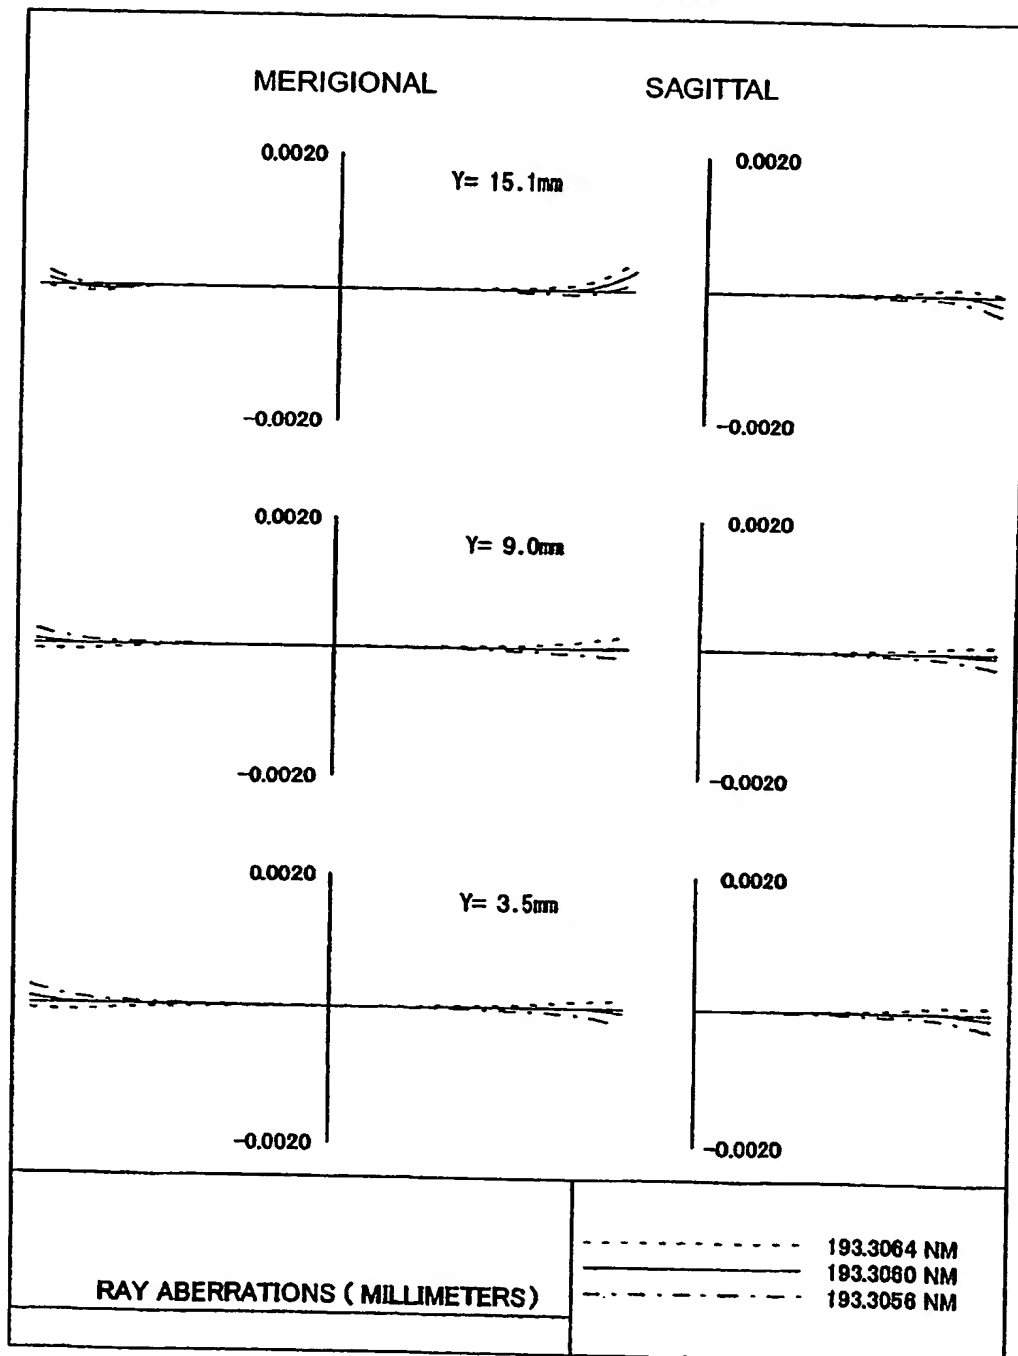 MERIGIONAL SAGITTAL
0.0020 0.0020
Y= 15.1mm
-0.0020 -0.0020
0.0020 0.0020
Y= 9.0mm
-0.0020 -0.0020
0.0020 0.0020
Y= 3.5mm
-0.0020 -0.0020
193.3064 NM
193.3060 NM
RAY ABERRATIONS ( MILLIMETERS)
193.3056 NM